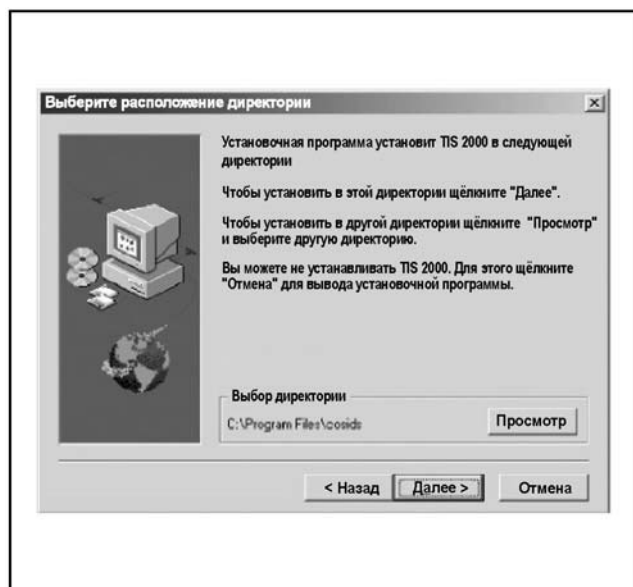 Выберите расположение директории
Установочная программа установит TIS 2000 в следующей
директории
Чтобы установить в этой директории щёлкните "Далее".
Чтобы установить в другой директории щёлкните "Просмотр"
и выберите другую директорию.
Вы можете не устанавливать TIS 2000. Для этого щёлкните
"Отмена" для вывода установочной программы.
Выбор директории
C:\Program Files\cosids
Просмотр
< Назад
Далее >
Отмена